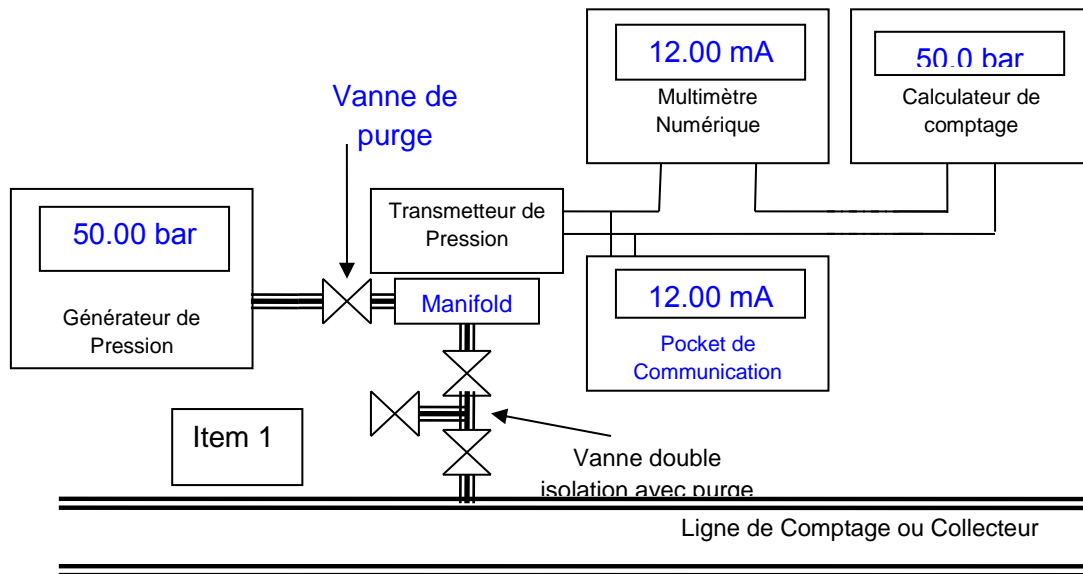 12.00 mA
Multimètre
Numérique
50.0 bar
Calculateur de
comptage
Vanne de
purge
50.00 bar
Générateur de
Pression
Transmetteur de
Pression
Manifold
12.00 mA
Pocket de
Communication
Item 1
Vanne double
isolation avec purge
Ligne de Comptage ou Collecteur